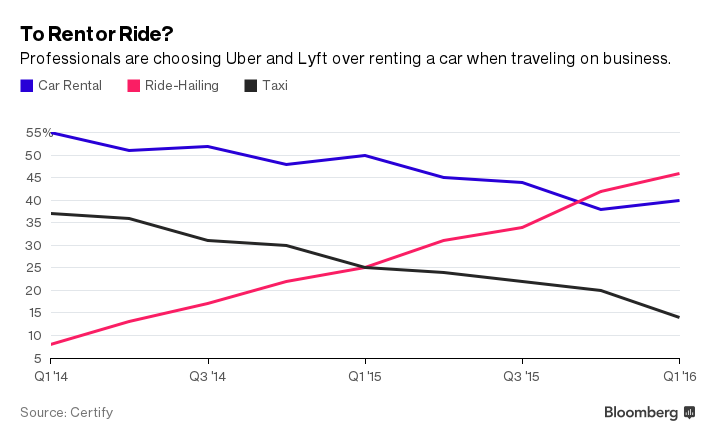 To Rent or Ride?
Professionals are choosing Uber and Lyft over renting a car when traveling on business.
Car Rental Ride-Hailing Taxi
55%
50
45
40
35
30
25
20
15
10
5
Q1 '14 Q3 '14 Q1 '15 Q3 '15 Q1 '16
Source: Certify Bloomberg